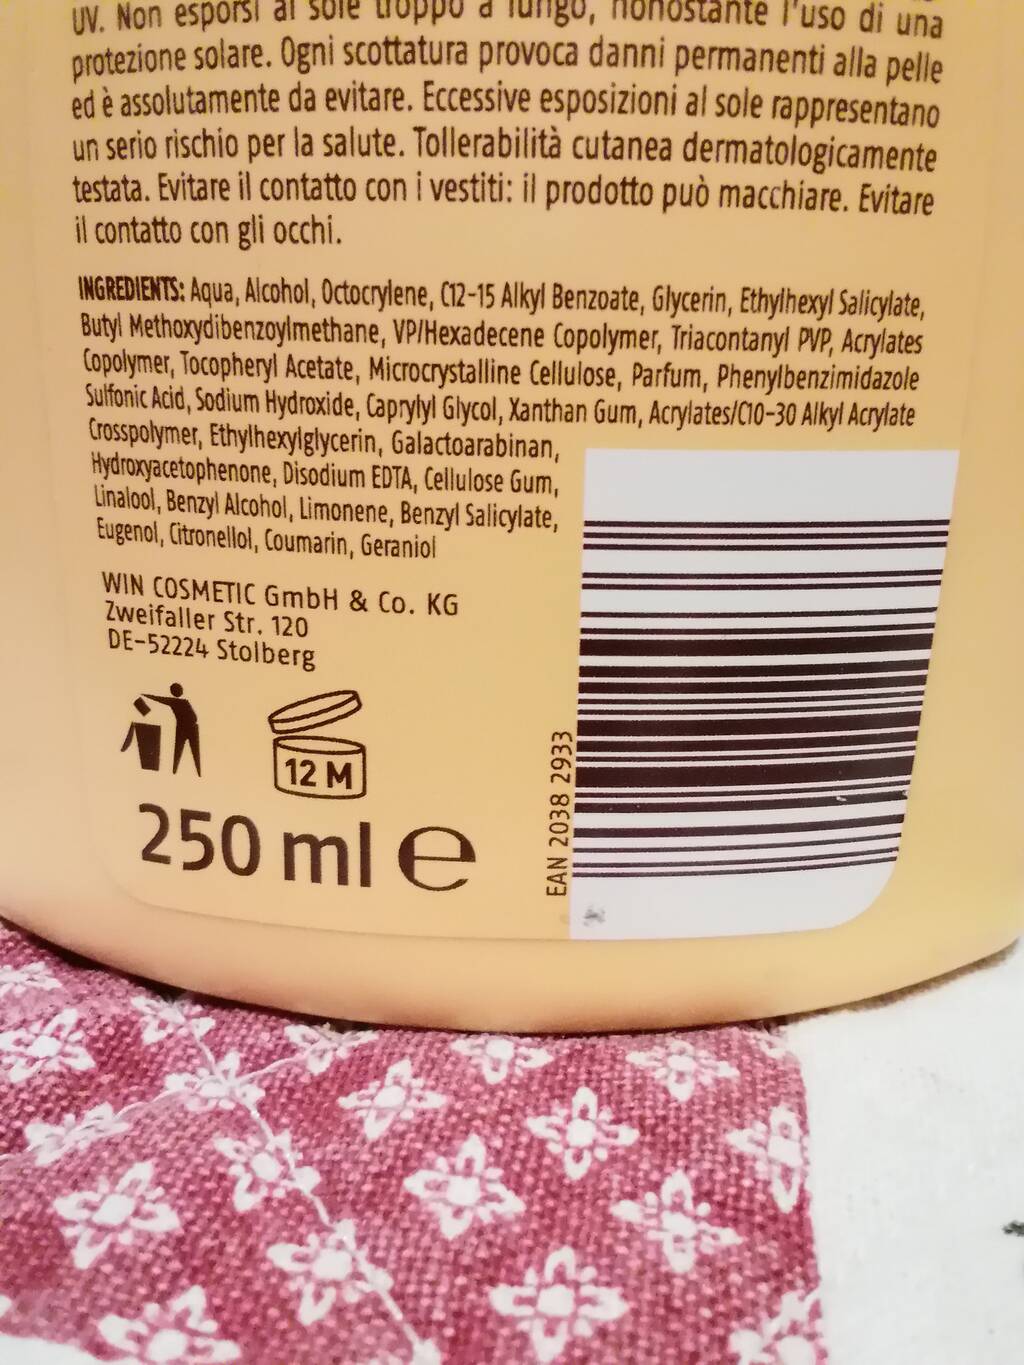 UV. Non esporsi al sole troppo a lungo, nonostante l'uso di una
protezione solare. Ogni scottatura provoca danni permanenti alla pelle
ed è assolutamente da evitare. Eccessive esposizioni al sole rappresentano
un serio rischio per la salute. Tollerabilità cutanea dermatologicamente
testata. Evitare il contatto con i vestiti: il prodotto può macchiare. Evitare
il contatto con gli occhi.
INGREDIENTS: Aqua, Alcohol, Octocrylene, C12-15 Alkyl Benzoate, Glycerin, Ethylhexyl Salicylate,
Butyl Methoxydibenzoylmethane, VP/Hexadecene Copolymer, Triacontanyl PVP, Acrylates
Copolymer, Tocopheryl Acetate, Microcrystalline Cellulose, Parfum, Phenylbenzimidazole
Sulfonic Acid, Sodium Hydroxide, Caprylyl Glycol, Xanthan Gum, Acrylates/C10-30 Alkyl Acrylate
Crosspolymer, Ethylhexylglycerin, Galactoarabinan,
Hydroxyacetophenone, Disodium EDTA, Cellulose Gum,
Linalool, Benzyl Alcohol, Limonene, Benzyl Salicylate,
Eugenol, Citronellol, Coumarin, Geraniol
WIN COSMETIC GmbH & Co. KG
Zweifaller Str. 120
DE-52224 Stolberg
12 M
250 ml e
EAN 2038 2933